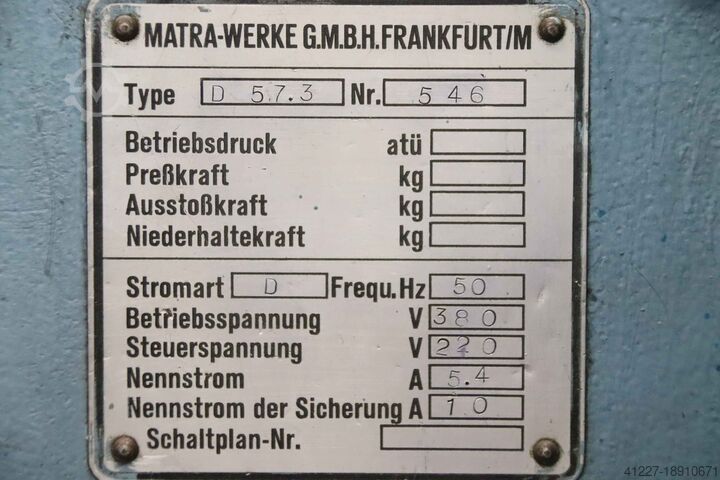 MATRA-WERKE G.M.B.H. FRANKFURT/M
Type D 57.3 Nr. 546
Betriebsdruck atü
Preßkraft kg
Ausstoßkraft kg
Niederhaltekraft kg
Stromart D Frequ. Hz 50
Betriebsspannung V 380
Steuerspannung V 220
Nennstrom A 5.4
Nennstrom der Sicherung A 10
Schaltplan-Nr.
41227-18910671